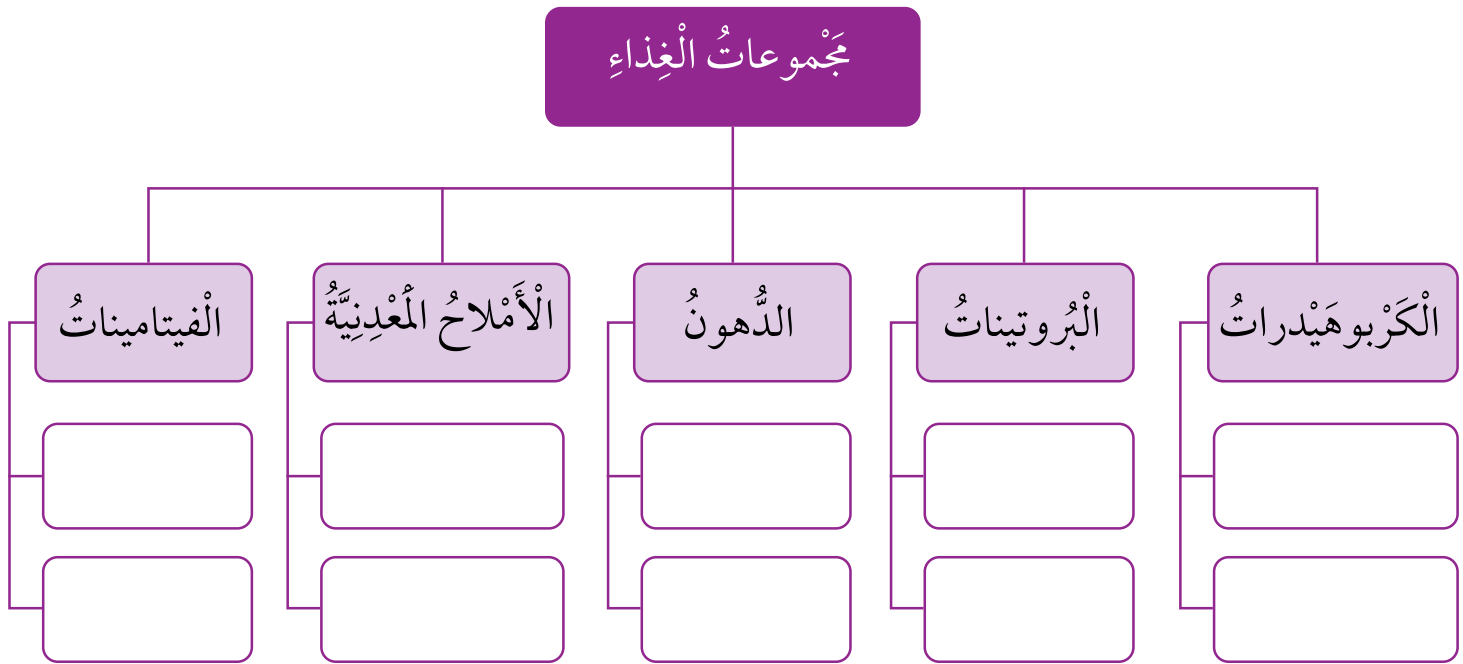 مَجْموعاتُ الْغِذاءِ
الْكَرْبوهَيْدراتُ
الْبُروتيناتُ
الدُّهونُ
الْأَمْلاحُ الْمَعْدِنِيَّةُ
الْفيتاميناتُ